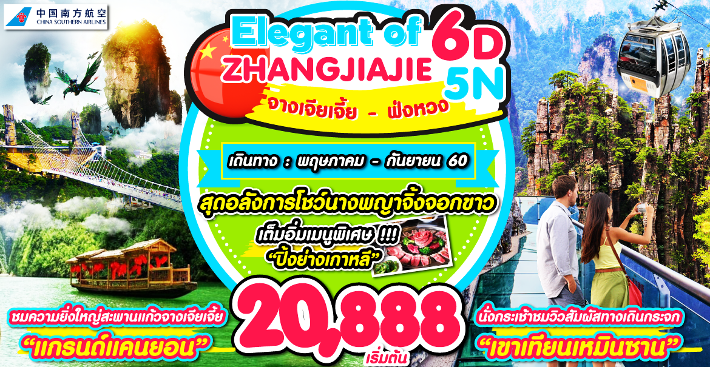 中国南方航空
CHINA SOUTHERN AIRLINES
Elegant of
ZHANGJIAJIE
6D
5N
จางเจียเจี้ย - ฟ่งหวง
เดินทาง : พฤษภาคม - กันยายน 60
สุดอลังการโชว์นางพญาจิ้งจอกขาว
เต็มอิ่มเมนูพิเศษ !!!
“ปิ้งย่างเกาหลี”
ชมความยิ่งใหญ่สะพานแก้วจางเจียเจี้ย
“แกรนด์แคนยอน”
20,888
เริ่มต้น
นั่งกระเช้าชมวิวสัมผัสทางเดินกระจก
“เขาเทียนเหมินซาน”